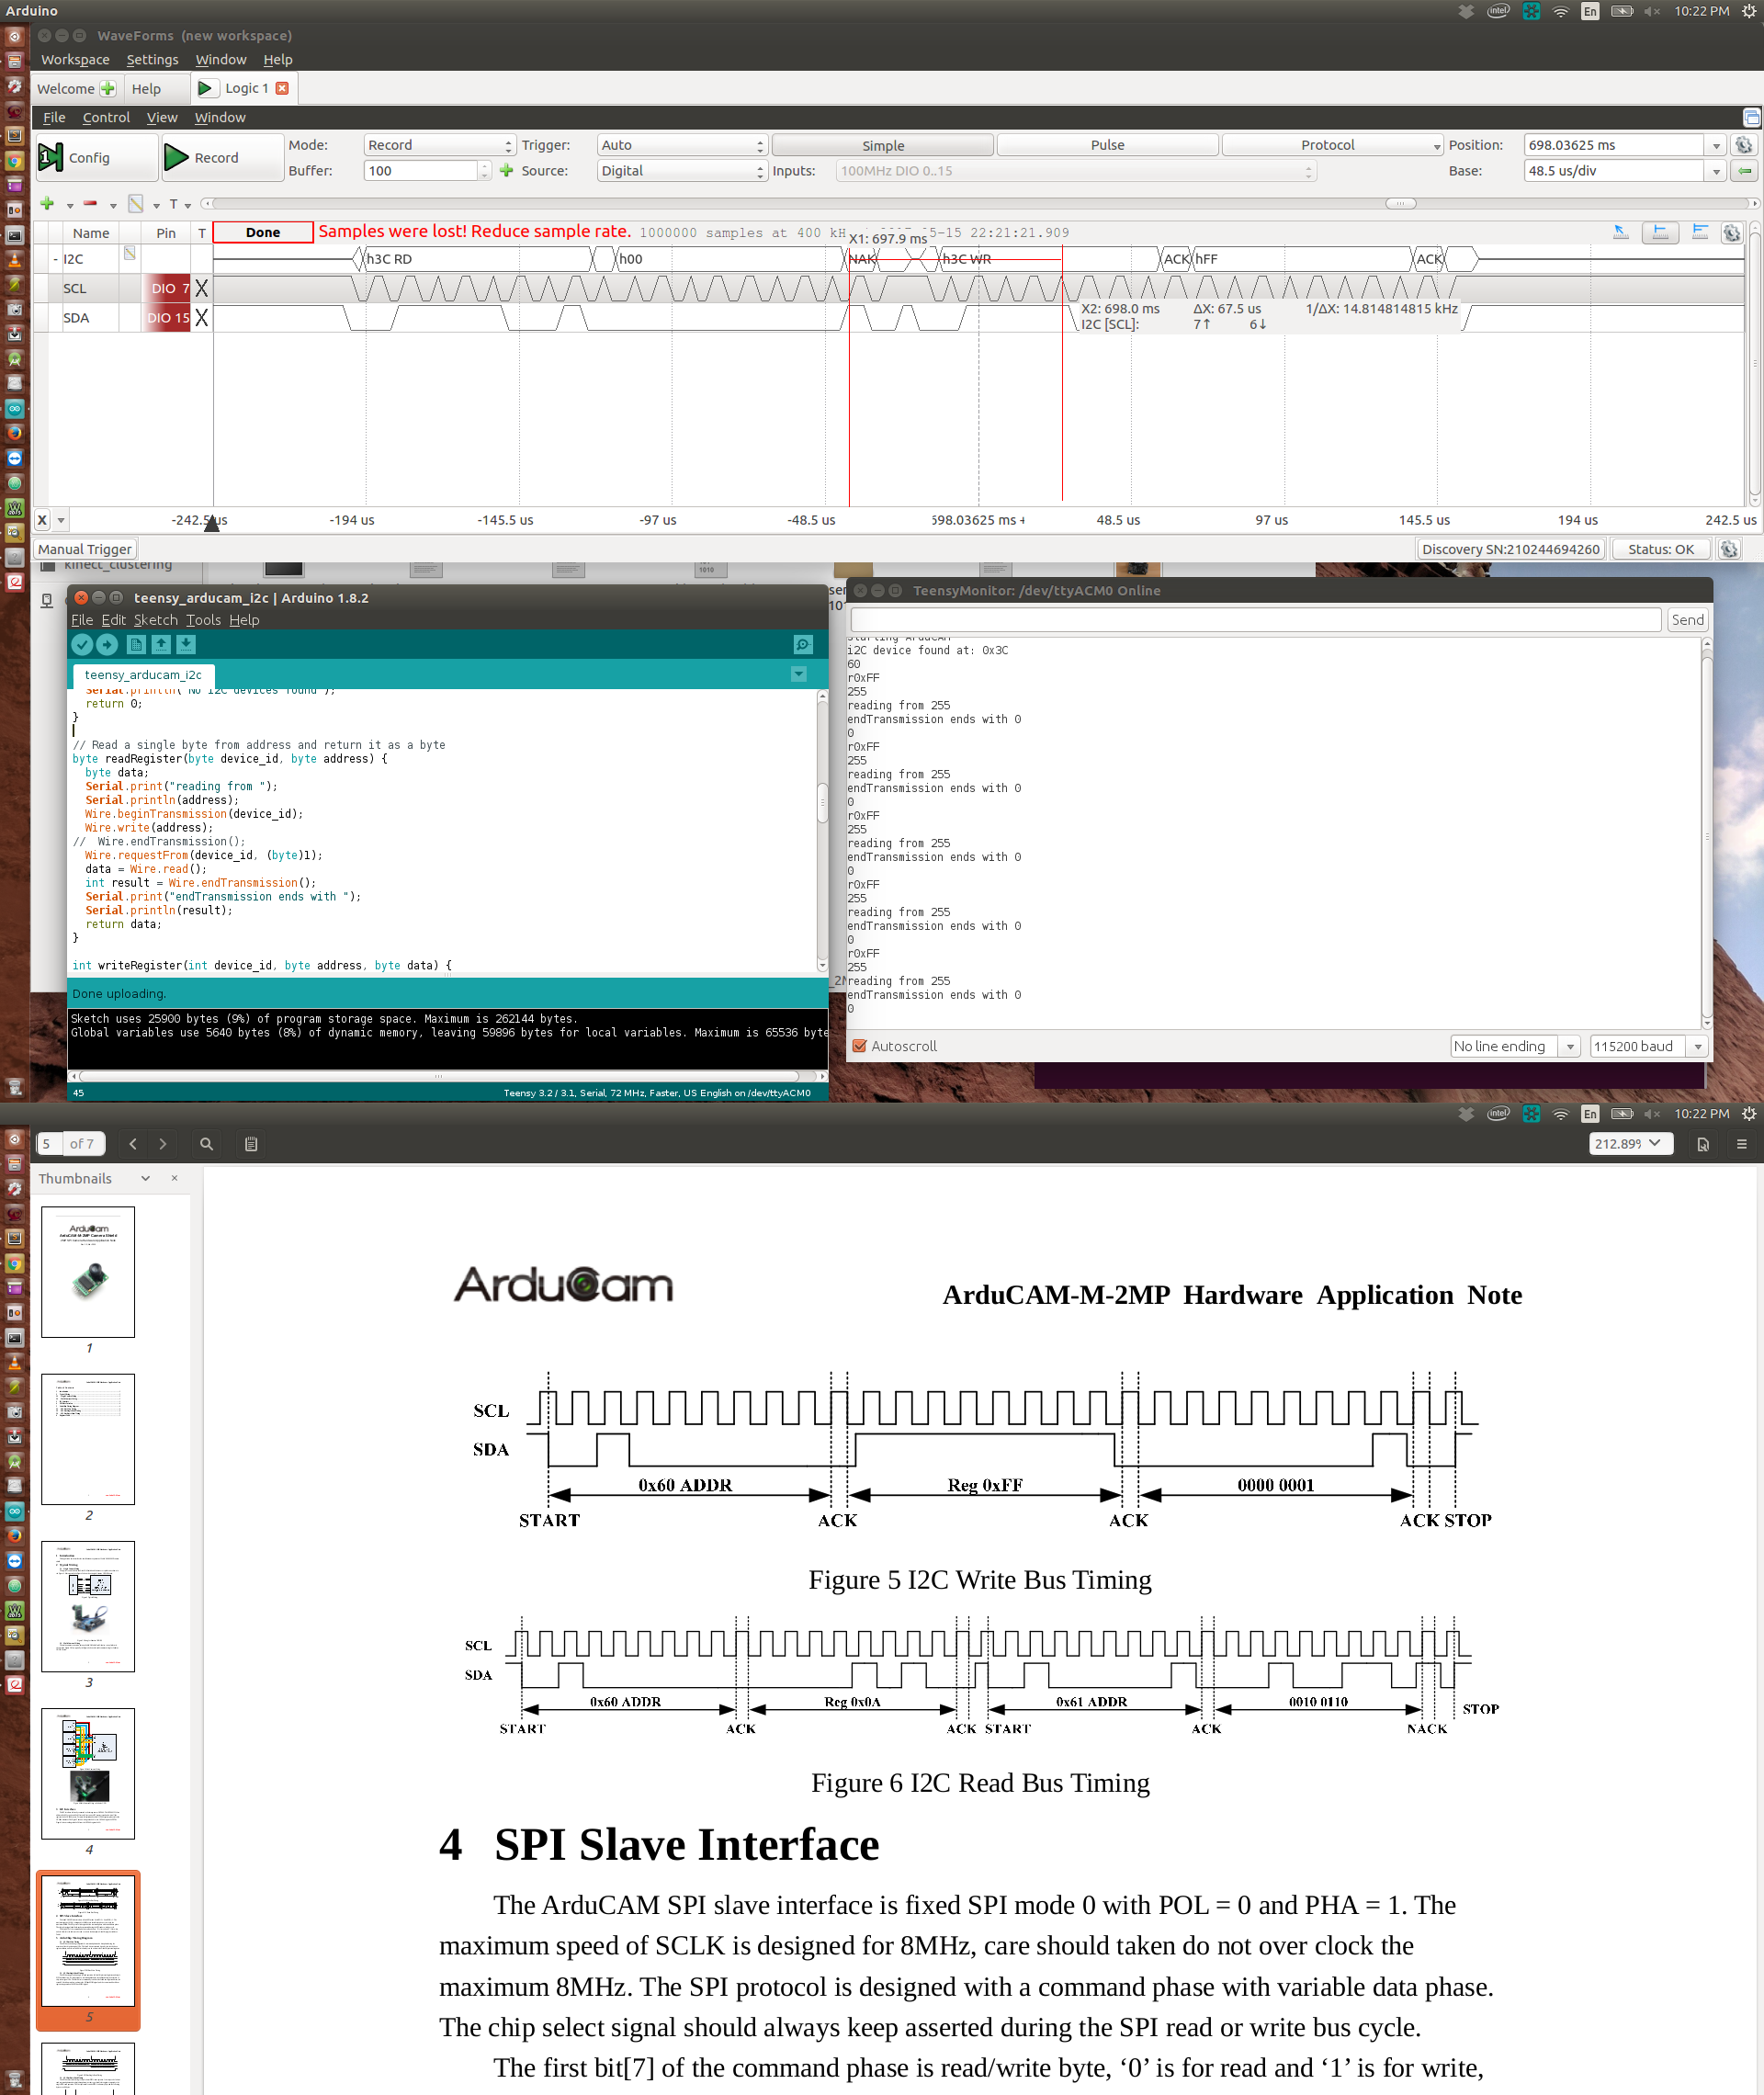 Arduino
En
10:22 PM
WaveForms (new workspace)
Workspace Settings Window Help
Welcome Help Logic 1
File Control View Window
Config Record Mode: Record Trigger: Auto Simple Pulse Protocol Position: 698.03625 ms
Buffer: 100 Source: Digital Inputs: 100MHz DIO 0..15 Base: 48.5 us/div
T
Name Pin T Done Samples were lost! Reduce sample rate. 1000000 samples at 400 kH 5-15 22:21:21.909
X1: 697.9 ms
I2C h3C RD h00 NAK h3C WR ACK hFF ACK
SCL DIO 7 X
SDA DIO 15 X
X2: 698.0 ms ΔX: 67.5 us 1/ΔX: 14.814814815 kHz
I2C [SCL]: 7↑ 6↓
X -242.5 us -194 us -145.5 us -97 us -48.5 us 598.03625 ms + 48.5 us 97 us 145.5 us 194 us 242.5 us
Manual Trigger Discovery SN:210244694260 Status: OK
kinect_clustering
teensy_arducam_i2c | Arduino 1.8.2
File Edit Sketch Tools Help
teensy_arducam_i2c
Serial.println("No I2C devices found");
return 0;
}
// Read a single byte from address and return it as a byte
byte readRegister(byte device_id, byte address) {
byte data;
Serial.print("reading from ");
Serial.println(address);
Wire.beginTransmission(device_id);
Wire.write(address);
// Wire.endTransmission();
Wire.requestFrom(device_id, (byte)1);
data = Wire.read();
int result = Wire.endTransmission();
Serial.print("endTransmission ends with ");
Serial.println(result);
return data;
}
int writeRegister(int device_id, byte address, byte data) {
Done uploading.
Sketch uses 25900 bytes (9%) of program storage space. Maximum is 262144 bytes.
Global variables use 5640 bytes (8%) of dynamic memory, leaving 59896 bytes for local variables. Maximum is 65536 byte
45
Teensy 3.2 / 3.1, Serial, 72 MHz, Faster, US English on /dev/ttyACM0
TeensyMonitor: /dev/ttyACM0 Online
Send
Starting ArduCAM
i2C device found at: 0x3C
60
r0xFF
255
reading from 255
endTransmission ends with 0
0
r0xFF
255
reading from 255
endTransmission ends with 0
0
r0xFF
255
reading from 255
endTransmission ends with 0
0
r0xFF
255
reading from 255
endTransmission ends with 0
0
r0xFF
255
reading from 255
endTransmission ends with 0
0
Autoscroll No line ending 115200 baud
En
10:22 PM
5 of 7
212.89%
Thumbnails
1
2
3
4
5
ArduCam
ArduCAM-M-2MP Hardware Application Note
SCL
SDA
0x60 ADDR Reg 0xFF 0000 0001
START ACK ACK ACK STOP
Figure 5 I2C Write Bus Timing
SCL
SDA
0x60 ADDR Reg 0x0A 0x61 ADDR 0010 0110
START ACK ACK START ACK NACK STOP
Figure 6 I2C Read Bus Timing
4 SPI Slave Interface
The ArduCAM SPI slave interface is fixed SPI mode 0 with POL = 0 and PHA = 1. The
maximum speed of SCLK is designed for 8MHz, care should taken do not over clock the
maximum 8MHz. The SPI protocol is designed with a command phase with variable data phase.
The chip select signal should always keep asserted during the SPI read or write bus cycle.
The first bit[7] of the command phase is read/write byte, ‘0’ is for read and ‘1’ is for write,